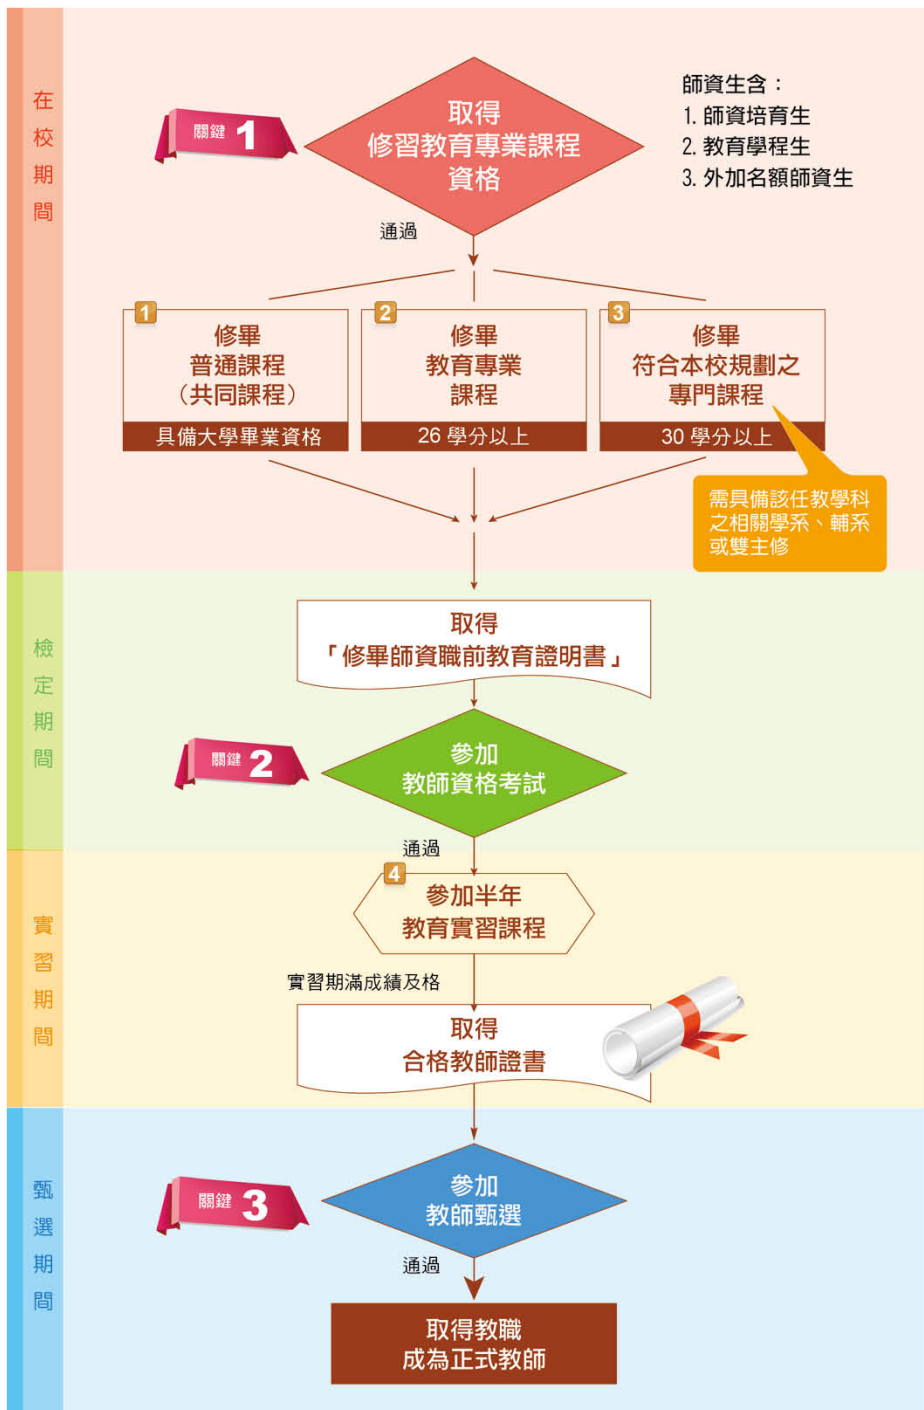 在校期間
關鍵 1
取得
修習教育專業課程
資格
師資生含：
1. 師資培育生
2. 教育學程生
3. 外加名額師資生
通過
1
修畢
普通課程
（共同課程）
具備大學畢業資格
2
修畢
教育專業
課程
26 學分以上
3
修畢
符合本校規劃之
專門課程
30 學分以上
需具備該任教學科
之相關學系、輔系
或雙主修
檢定期間
取得
「修畢師資職前教育證明書」
關鍵 2
參加
教師資格考試
通過
實習期間
4
參加半年
教育實習課程
實習期滿成績及格
取得
合格教師證書
甄選期間
關鍵 3
參加
教師甄選
通過
取得教職
成為正式教師